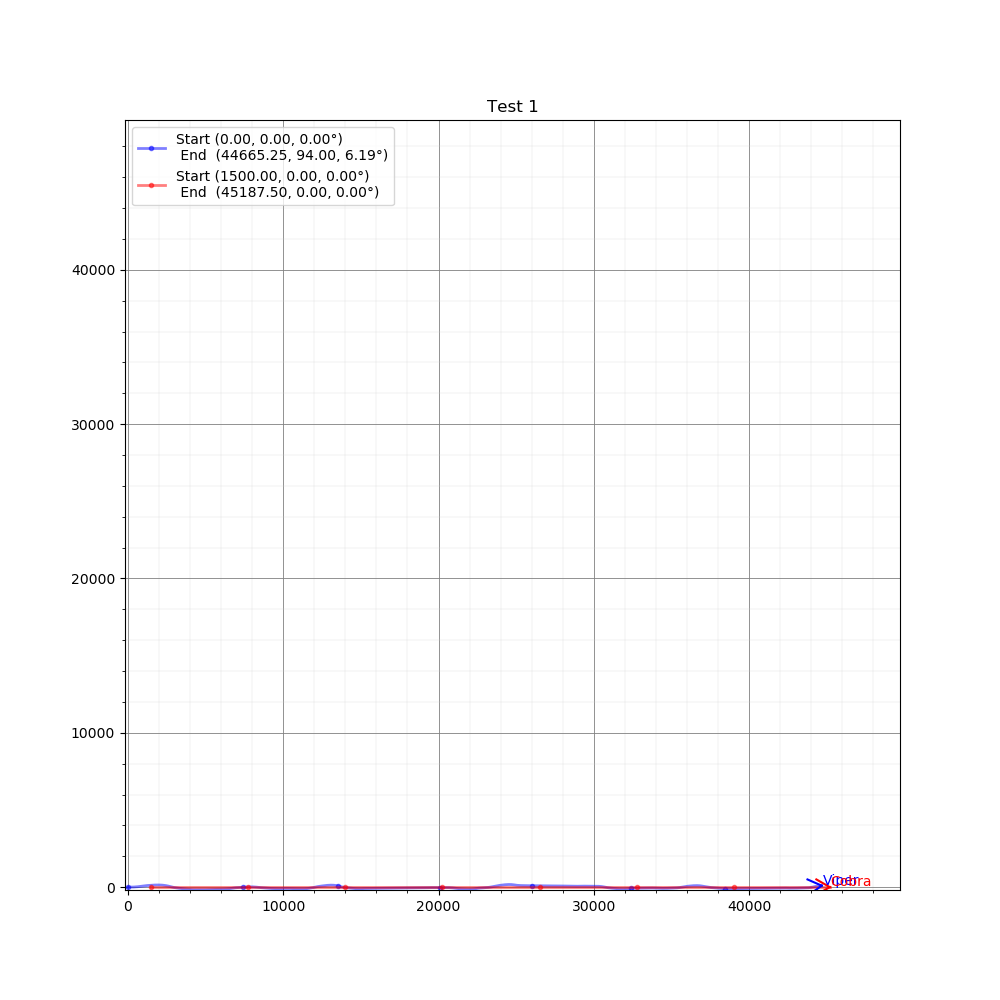 Test 1
Start (0.00, 0.00, 0.00°)
End  (44665.25, 94.00, 6.19°)
Start (1500.00, 0.00, 0.00°)
End  (45187.50, 0.00, 0.00°)
40000
30000
20000
10000
0
Viper
Cobra
0
10000
20000
30000
40000